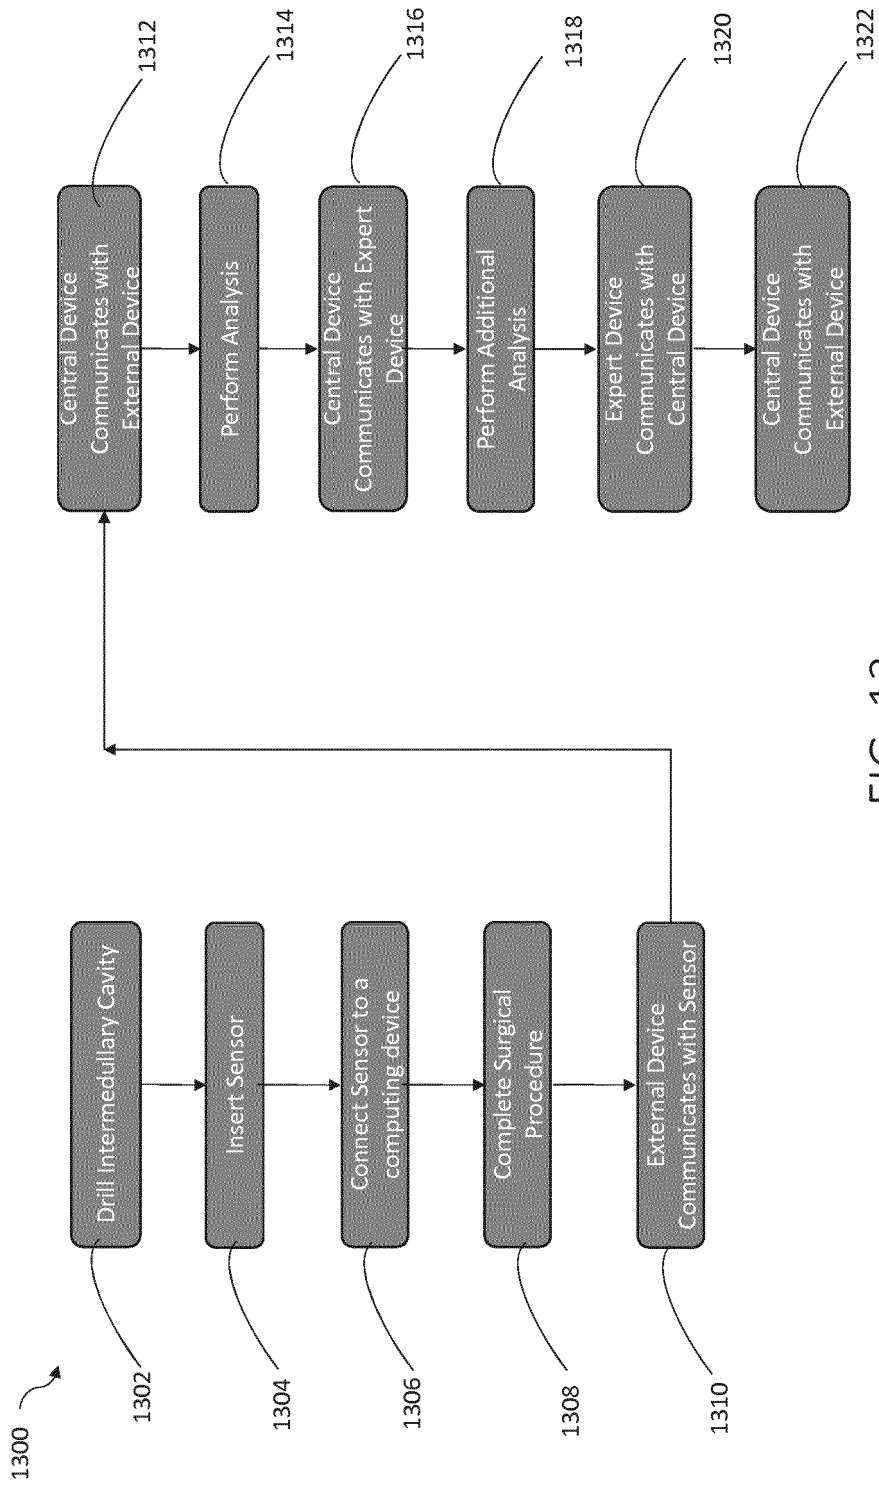 1300
1302
Drill Intermedullary Cavity
1304
Insert Sensor
1306
Connect Sensor to a
computing device
1308
Complete Surgical
Procedure
1310
External Device
Communicates with Sensor
1312
Central Device
Communicates with
External Device
1314
Perform Analysis
1316
Central Device
Communicates with Expert
Device
1318
Perform Additional
Analysis
1320
Expert Device
Communicates with
Central Device
1322
Central Device
Communicates with
External Device